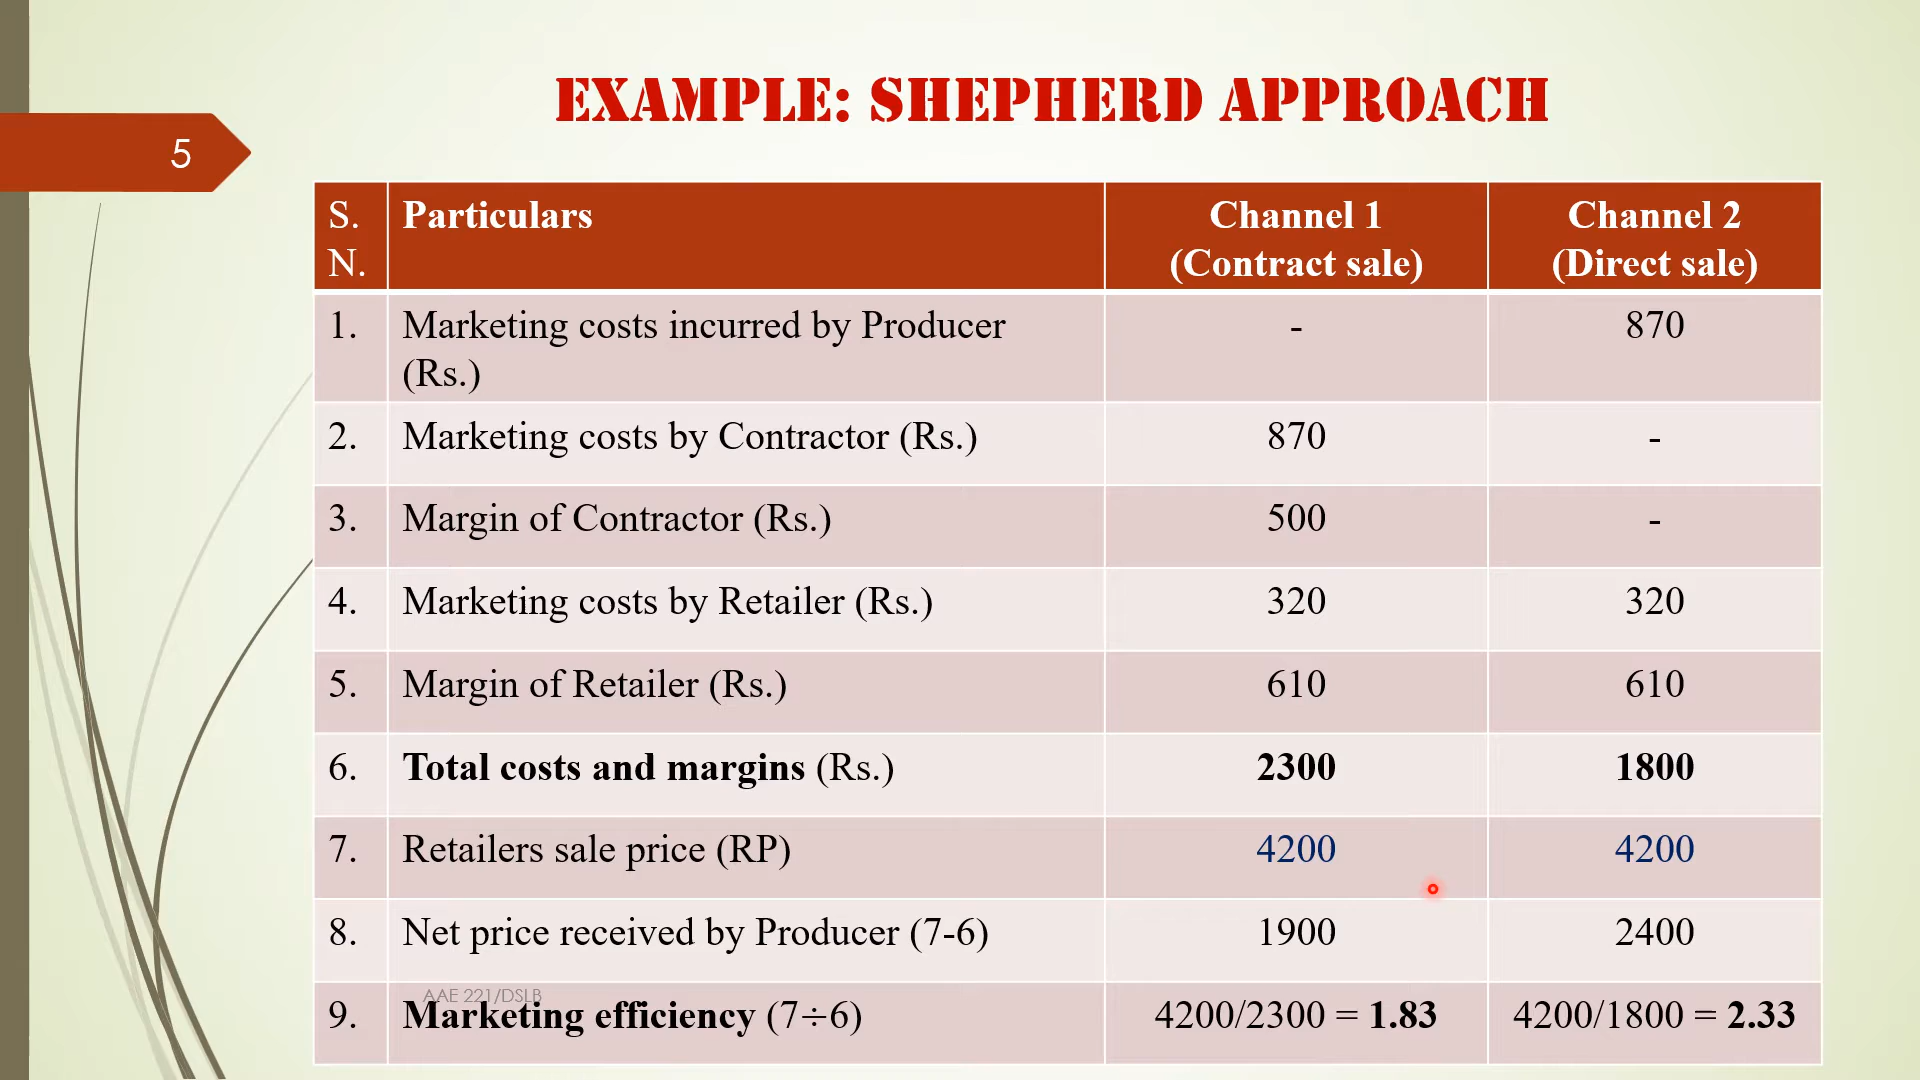 EXAMPLE: SHEPHERD APPROACH
5
S. N. Particulars Channel 1 (Contract sale) Channel 2 (Direct sale)
1. Marketing costs incurred by Producer (Rs.) - 870
2. Marketing costs by Contractor (Rs.) 870 -
3. Margin of Contractor (Rs.) 500 -
4. Marketing costs by Retailer (Rs.) 320 320
5. Margin of Retailer (Rs.) 610 610
6. Total costs and margins (Rs.) 2300 1800
7. Retailers sale price (RP) 4200 4200
8. Net price received by Producer (7-6) 1900 2400
AAE 221/DSLB
9. Marketing efficiency (7÷6) 4200/2300 = 1.83 4200/1800 = 2.33